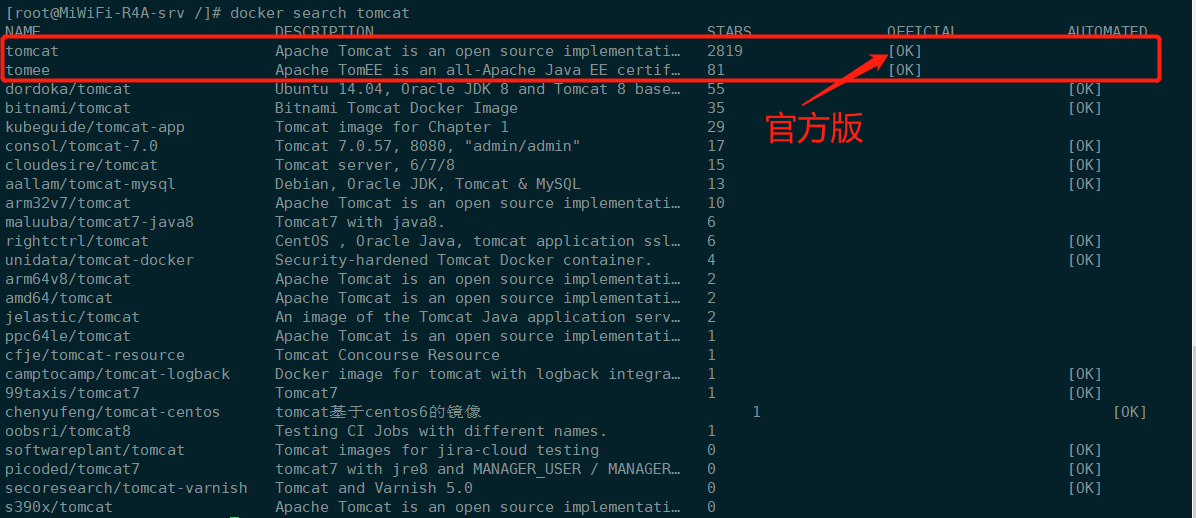 [root@MiWiFi-R4A-srv /]# docker search tomcat
NAME DESCRIPTION STARS OFFICIAL AUTOMATED
tomcat Apache Tomcat is an open source implementati… 2819 [OK]
tomee Apache TomEE is an all-Apache Java EE certif… 81 [OK]
dordoka/tomcat Ubuntu 14.04, Oracle JDK 8 and Tomcat 8 base… 55 [OK]
bitnami/tomcat Bitnami Tomcat Docker Image 35 [OK]
官方版
kubeguide/tomcat-app Tomcat image for Chapter 1 29
consol/tomcat-7.0 Tomcat 7.0.57, 8080, "admin/admin" 17 [OK]
cloudesire/tomcat Tomcat server, 6/7/8 15 [OK]
aallam/tomcat-mysql Debian, Oracle JDK, Tomcat & MySQL 13 [OK]
arm32v7/tomcat Apache Tomcat is an open source implementati… 10
maluuba/tomcat7-java8 Tomcat7 with java8. 6
rightctrl/tomcat CentOS , Oracle Java, tomcat application ssl… 6 [OK]
unidata/tomcat-docker Security-hardened Tomcat Docker container. 4 [OK]
arm64v8/tomcat Apache Tomcat is an open source implementati… 2
amd64/tomcat Apache Tomcat is an open source implementati… 2
jelastic/tomcat An image of the Tomcat Java application serv… 2
ppc64le/tomcat Apache Tomcat is an open source implementati… 1
cfje/tomcat-resource Tomcat Concourse Resource 1
camptocamp/tomcat-logback Docker image for tomcat with logback integra… 1 [OK]
99taxis/tomcat7 Tomcat7 1 [OK]
chenyufeng/tomcat-centos tomcat基于centos6的镜像 1 [OK]
oobsri/tomcat8 Testing CI Jobs with different names. 1
softwareplant/tomcat Tomcat images for jira-cloud testing 0 [OK]
picoded/tomcat7 tomcat7 with jre8 and MANAGER_USER / MANAGER… 0 [OK]
secoresearch/tomcat-varnish Tomcat and Varnish 5.0 0 [OK]
s390x/tomcat Apache Tomcat is an open source implementati… 0